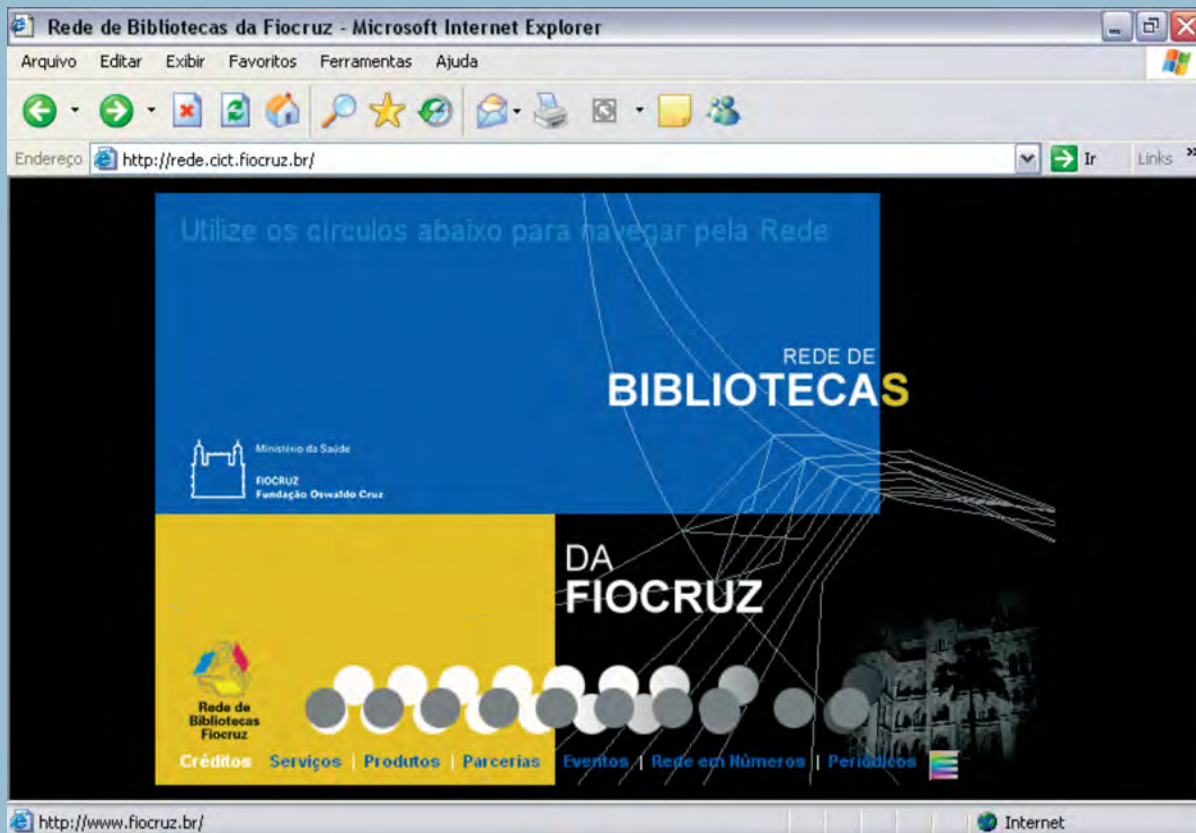 Rede de Bibliotecas da Fiocruz - Microsoft Internet Explorer
Arquivo Editar Exibir Favoritos Ferramentas Ajuda
Endereço http://rede.cict.fiocruz.br/ Ir Links »
Utilize os círculos abaixo para navegar pela Rede
REDE DE
BIBLIOTECAS
Ministério da Saúde
FIOCRUZ
Fundação Oswaldo Cruz
DA
FIOCRUZ
Rede de
Bibliotecas
Fiocruz
Créditos Serviços | Produtos | Parcerias | Eventos | Rede em Números | Periódicos
http://www.fiocruz.br/ Internet